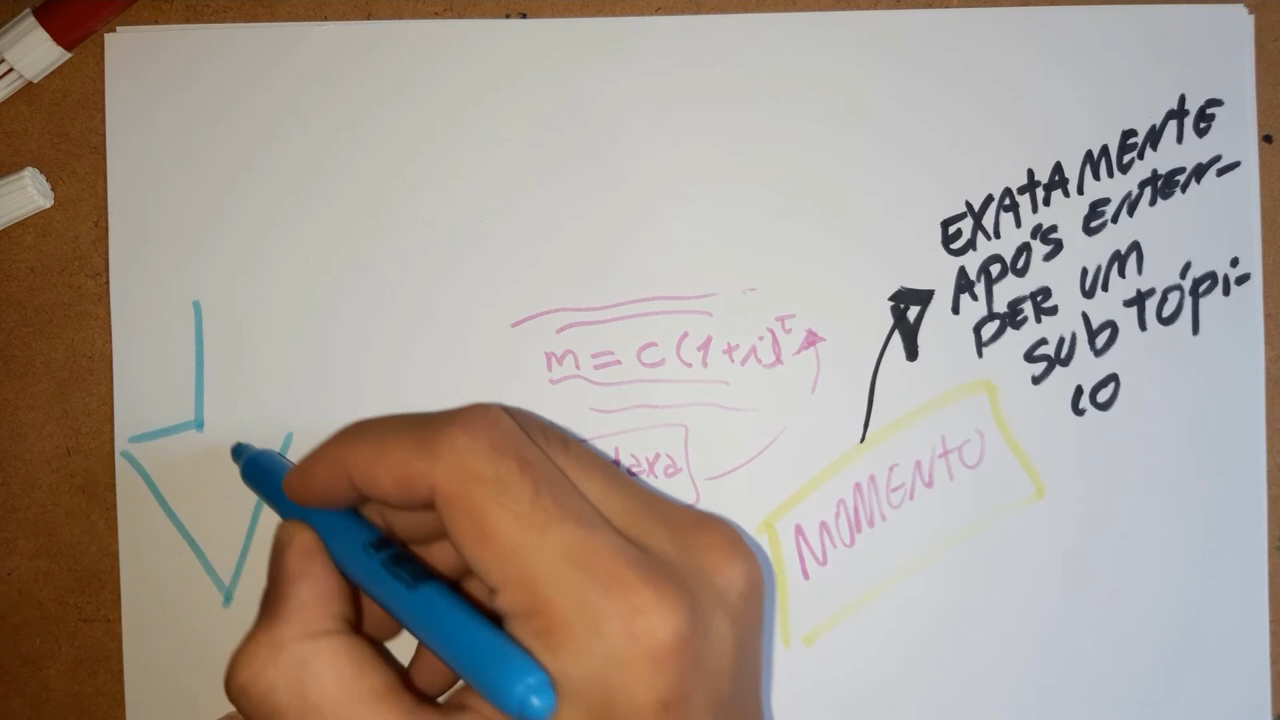 EXATAMENTE
APÓS ENTEN-
DER UM
SUBTÓPI-
CO
m = C(1+i)^T
taxa
MOMENTO